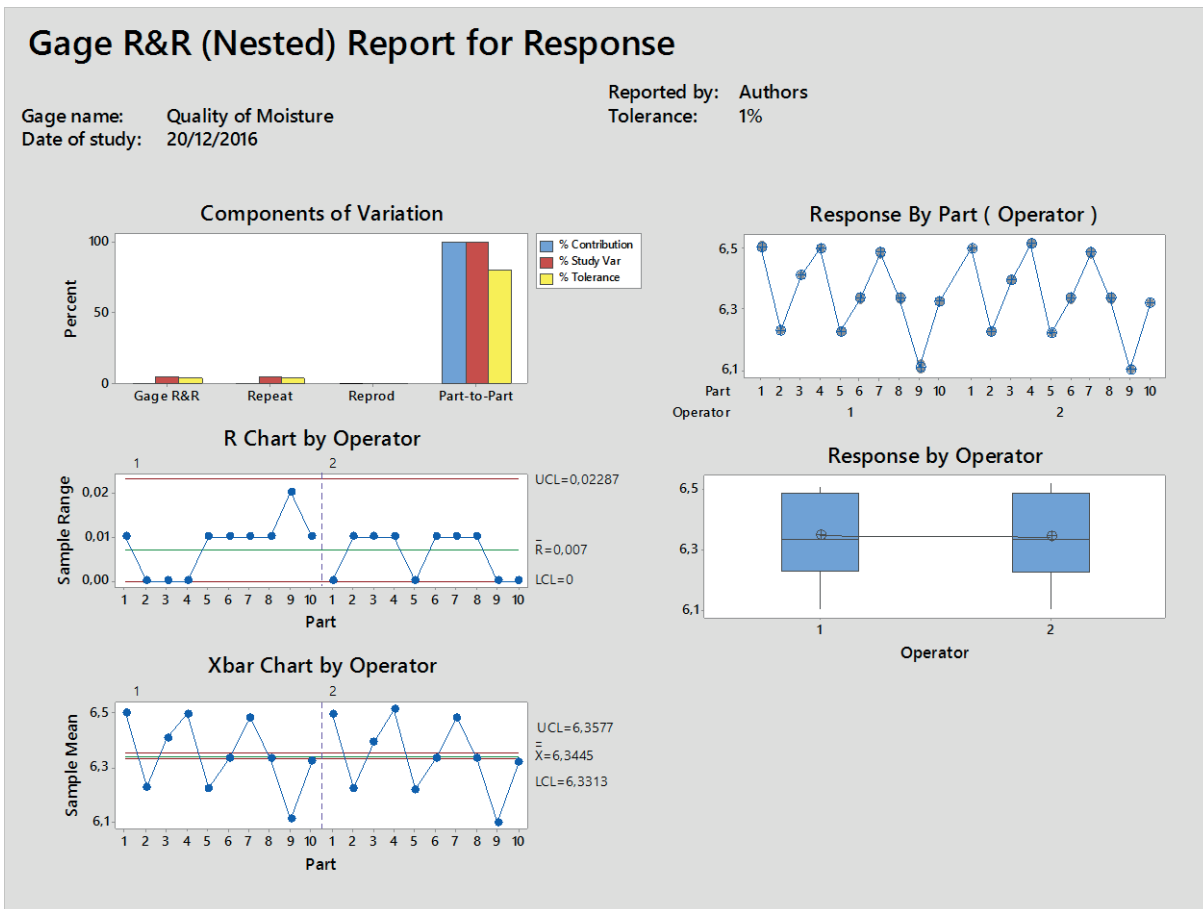 Gage R&R (Nested) Report for Response
Gage name: Quality of Moisture
Date of study: 20/12/2016
Reported by: Authors
Tolerance: 1%
Components of Variation
100
50
0
Percent
Gage R&R Repeat Reprod Part-to-Part
% Contribution
% Study Var
% Tolerance
R Chart by Operator
1 2
0,02
0,01
0,00
Sample Range
UCL=0,02287
R̄=0,007
LCL=0
1 2 3 4 5 6 7 8 9 10 1 2 3 4 5 6 7 8 9 10
Part
Xbar Chart by Operator
1 2
6,5
6,3
6,1
Sample Mean
UCL=6,3577
X̿=6,3445
LCL=6,3313
1 2 3 4 5 6 7 8 9 10 1 2 3 4 5 6 7 8 9 10
Part
Response By Part ( Operator )
6,5
6,3
6,1
Part 1 2 3 4 5 6 7 8 9 10 1 2 3 4 5 6 7 8 9 10
Operator 1 2
Response by Operator
6,5
6,3
6,1
1 2
Operator